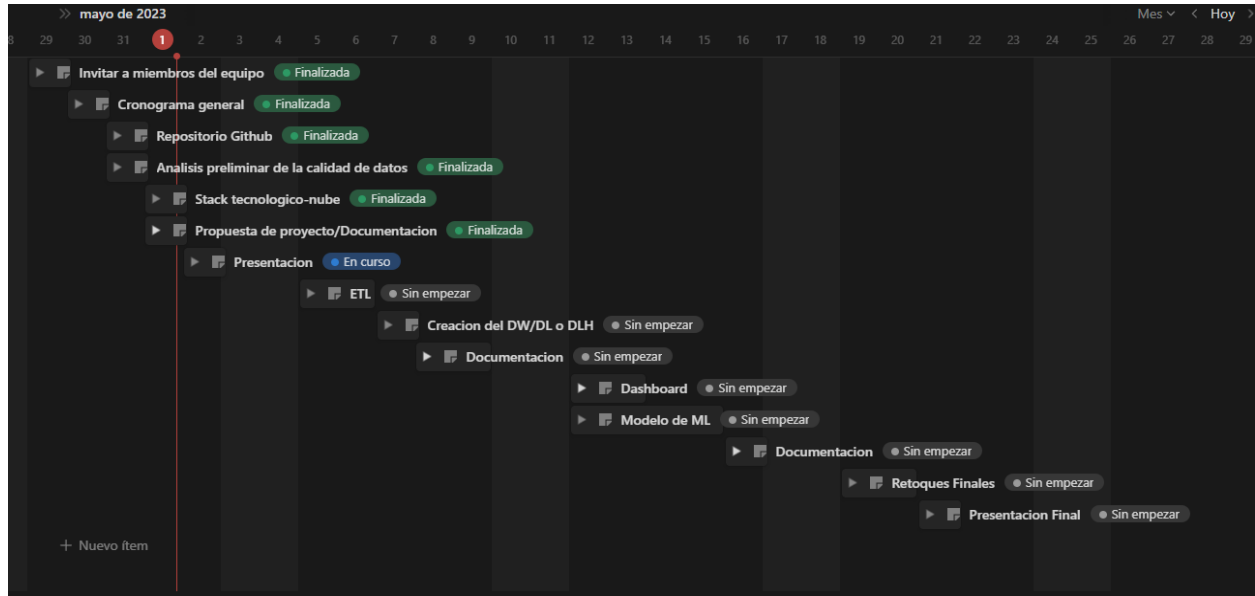 mayo de 2023 Mes Hoy
8 29 30 31 1 2 3 4 5 6 7 8 9 10 11 12 13 14 15 16 17 18 19 20 21 22 23 24 25 26 27 28 29
Invitar a miembros del equipo Finalizada
Cronograma general Finalizada
Repositorio Github Finalizada
Analisis preliminar de la calidad de datos Finalizada
Stack tecnologico-nube Finalizada
Propuesta de proyecto/Documentacion Finalizada
Presentacion En curso
ETL Sin empezar
Creacion del DW/DL o DLH Sin empezar
Documentacion Sin empezar
Dashboard Sin empezar
Modelo de ML Sin empezar
Documentacion Sin empezar
Retoques Finales Sin empezar
Presentacion Final Sin empezar
+ Nuevo ítem